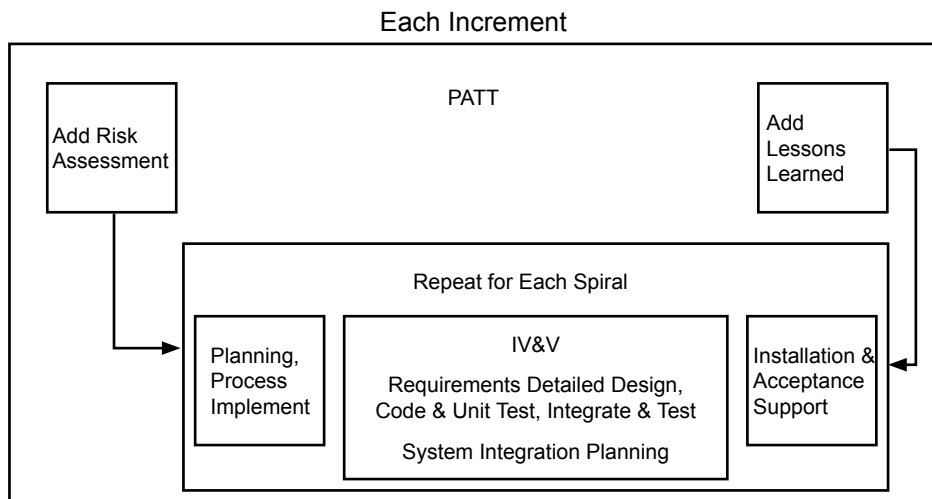 Each Increment
PATT
Add Risk
Assessment
Add
Lessons
Learned
Repeat for Each Spiral
Planning,
Process
Implement
IV&V
Requirements Detailed Design,
Code & Unit Test, Integrate & Test
System Integration Planning
Installation &
Acceptance
Support